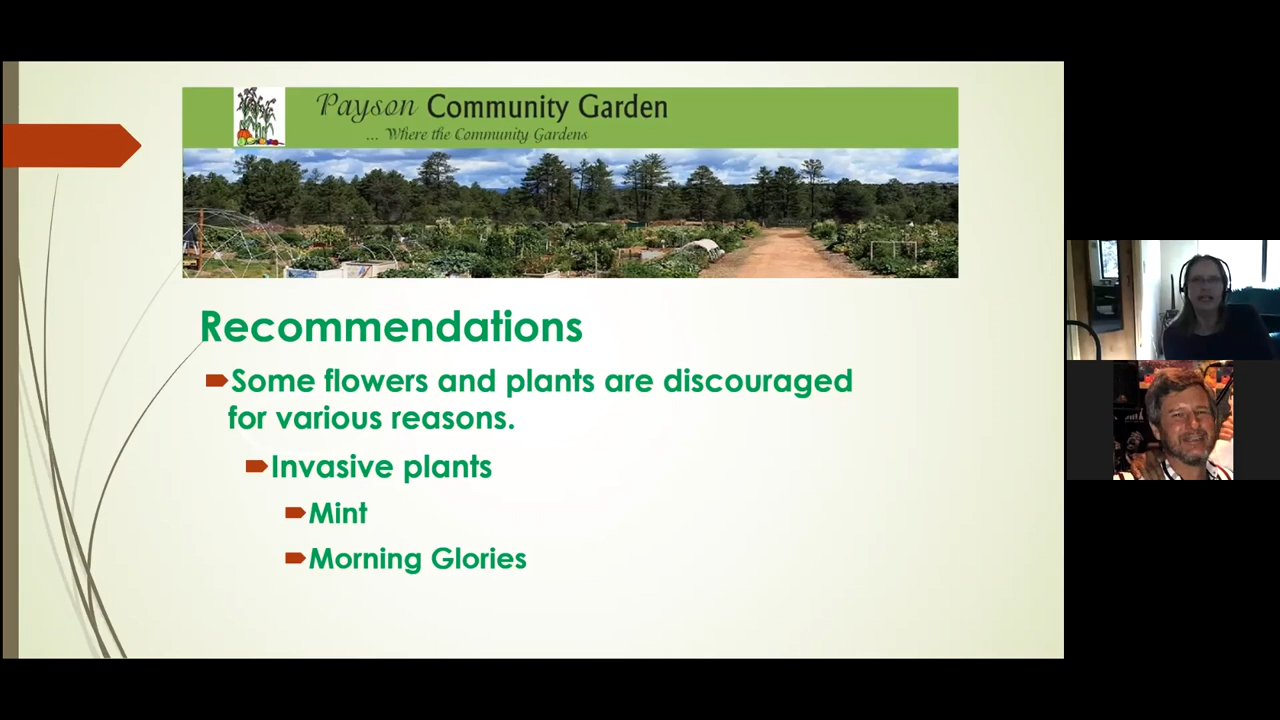 Payson Community Garden
... Where the Community Gardens
Recommendations
Some flowers and plants are discouraged
for various reasons.
Invasive plants
Mint
Morning Glories